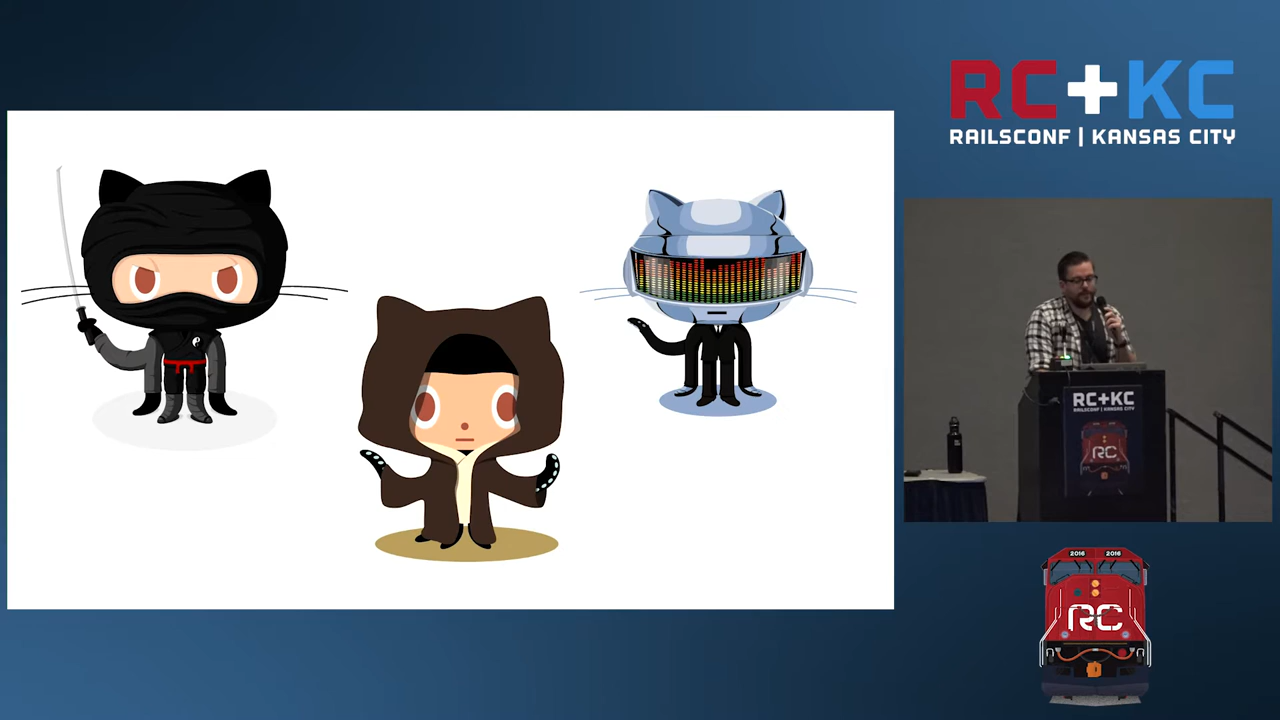 RC+KC
RAILSCONF | KANSAS CITY
RC+KC
RAILSCONF | KANSAS CITY
RC
2016
2016
RC